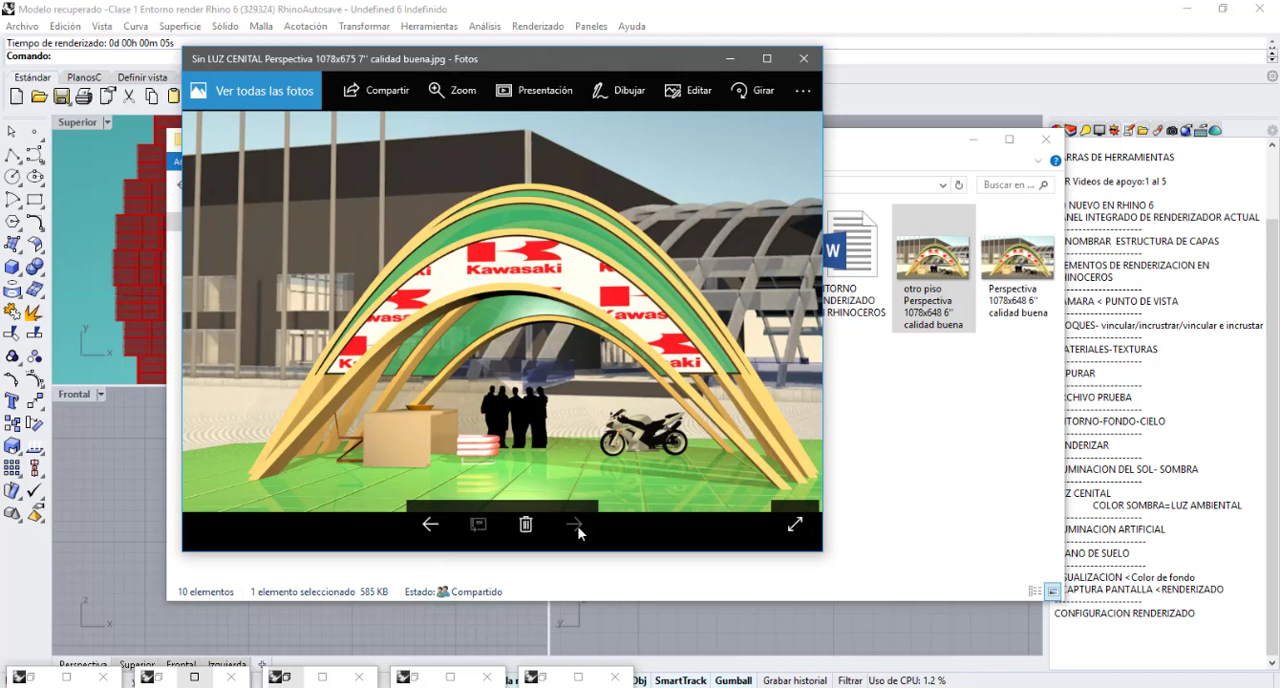 Modelo recuperado -Clase 1 Entorno render Rhino 6 (329324) RhinoAutosave - Undefined 6 Indefinido
Archivo Edición Vista Curva Superficie Sólido Malla Acotación Transformar Herramientas Análisis Renderizado Paneles Ayuda
Tiempo de renderizado: 0d 00h 00m 05s
Comando:
Estándar PlanosC Definir vista
Superior
Sin LUZ CENITAL Perspectiva 1078x675 7'' calidad buena.jpg - Fotos
Ver todas las fotos Compartir Zoom Presentación Dibujar Editar Girar
Kawasaki
Buscar en ...
otro piso
Perspectiva
1078x648 6''
calidad buena
Perspectiva
1078x648 6''
calidad buena
TORNO
NDERIZADO
RHINOCEROS
ARRAS DE HERRAMIENTAS
R Videos de apoyo:1 al 5
NUEVO EN RHINO 6
ANEL INTEGRADO DE RENDERIZADOR ACTUAL
NOMBRAR ESTRUCTURA DE CAPAS
EMENTOS DE RENDERIZACION EN
HINOCEROS
AMARA < PUNTO DE VISTA
OQUES- vincular/incrustrar/vincular e incrustar
ATERIALES-TEXTURAS
PURAR
ARCHIVO PRUEBA
NTORNO-FONDO-CIELO
ENDERIZAR
UMINACION DEL SOL- SOMBRA
Z CENITAL
COLOR SOMBRA=LUZ AMBIENTAL
UMINACION ARTIFICIAL
ANO DE SUELO
SUALIZACION <Color de fondo
CAPTURA PANTALLA <RENDERIZADO
CONFIGURACION RENDERIZADO
Frontal
10 elementos 1 elemento seleccionado 585 KB Estado: Compartido
Perspectiva Superior Frontal Izquierda
Obj SmartTrack Gumball Grabar historial Filtrar Uso de CPU: 1.2 %